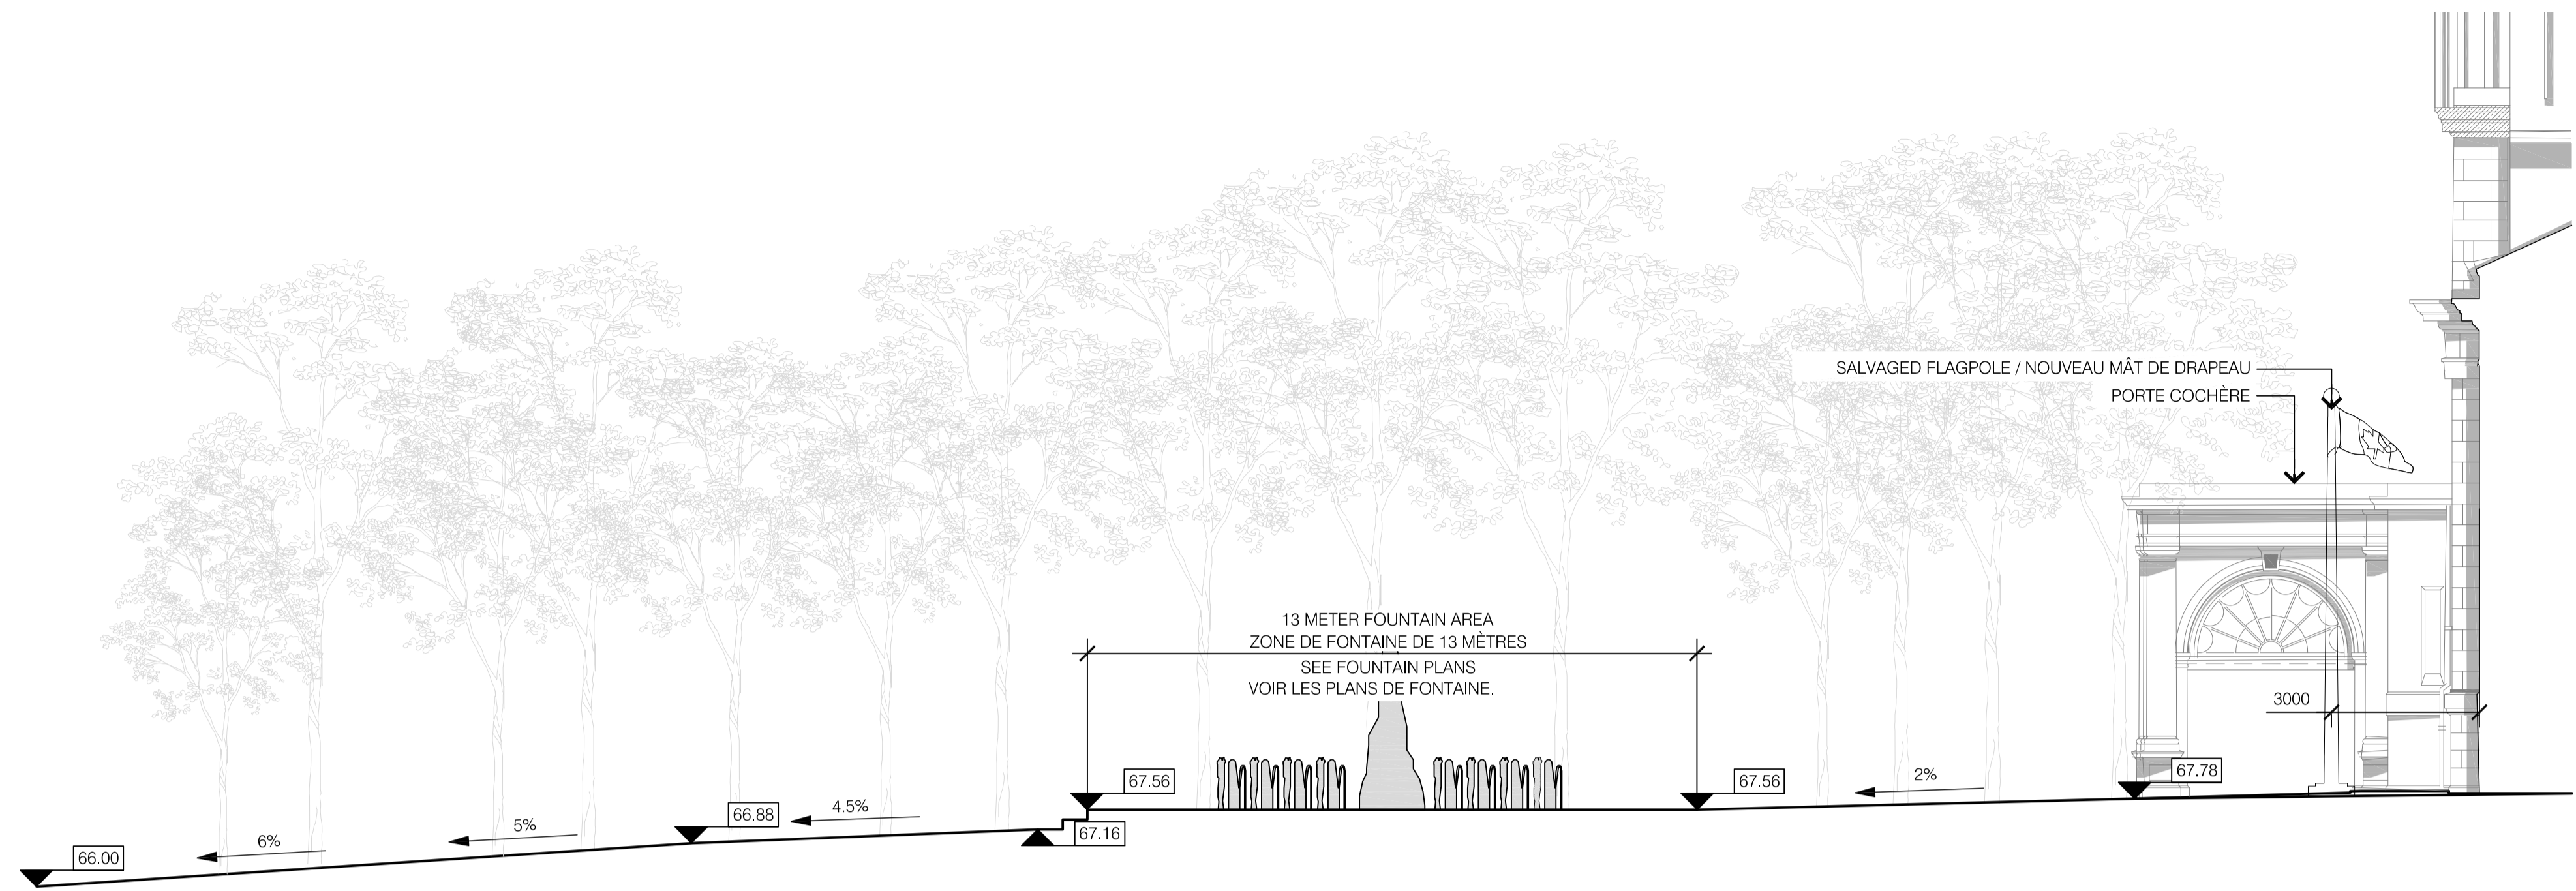 SALVAGED FLAGPOLE / NOUVEAU MÂT DE DRAPEAU
PORTE COCHÈRE
13 METER FOUNTAIN AREA
ZONE DE FONTAINE DE 13 MÈTRES
SEE FOUNTAIN PLANS
VOIR LES PLANS DE FONTAINE.
3000
67.56
67.56
2%
67.78
66.88
4.5%
67.16
5%
6%
66.00